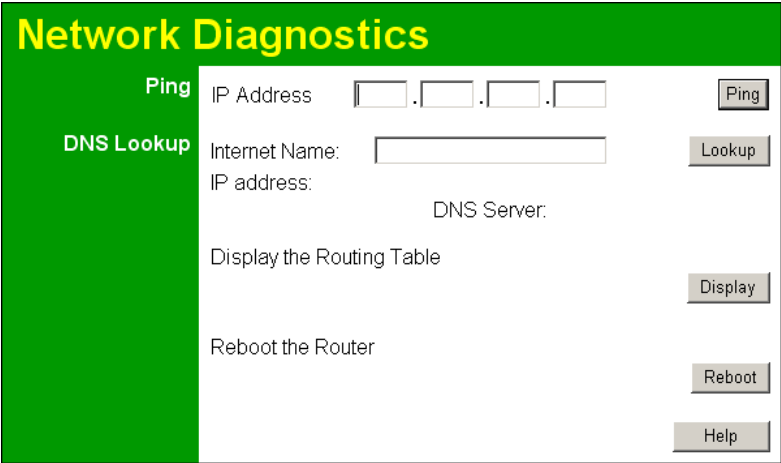 Network Diagnostics
Ping
IP Address . . . Ping
DNS Lookup
Internet Name: Lookup
IP address:
DNS Server:
Display the Routing Table
Display
Reboot the Router
Reboot
Help